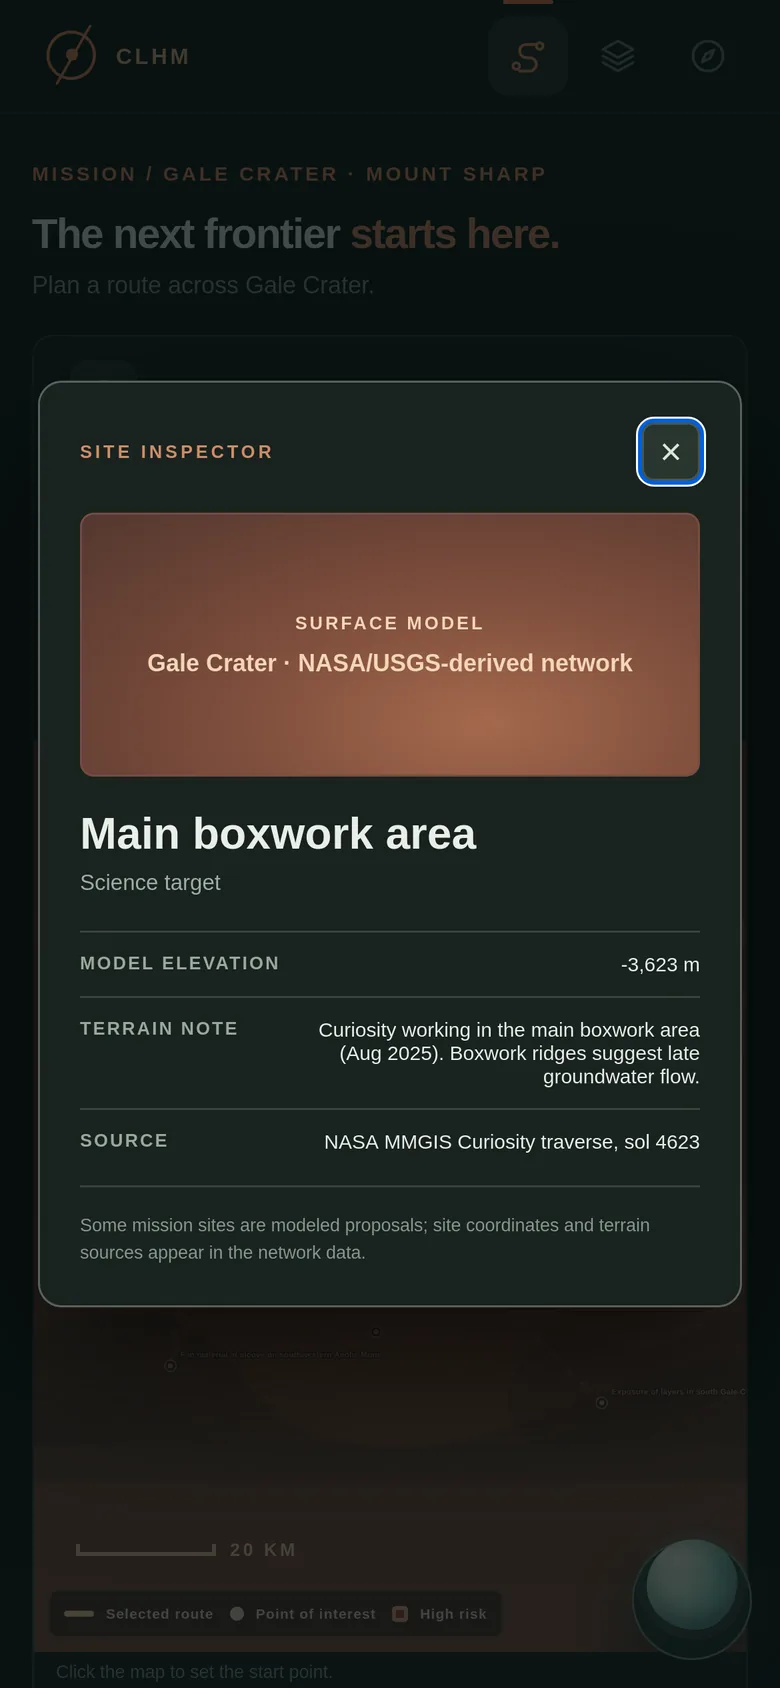 CLHM
MISSION / GALE CRATER · MOUNT SHARP
The next frontier starts here.
Plan a route across Gale Crater.
SITE INSPECTOR
SURFACE MODEL
Gale Crater · NASA/USGS-derived network
Main boxwork area
Science target
MODEL ELEVATION
-3,623 m
TERRAIN NOTE
Curiosity working in the main boxwork area
(Aug 2025). Boxwork ridges suggest late
groundwater flow.
SOURCE
NASA MMGIS Curiosity traverse, sol 4623
Some mission sites are modeled proposals; site coordinates and terrain
sources appear in the network data.
20 KM
Selected route
Point of interest
High risk
Click the map to set the start point.